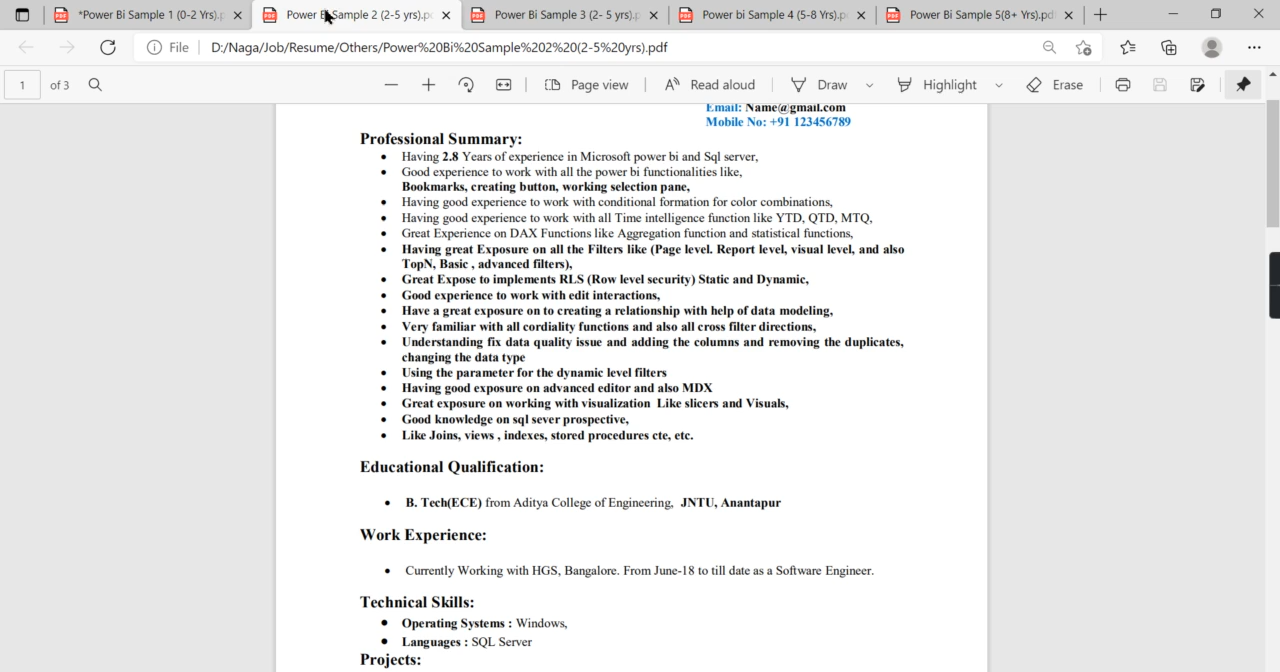 *Power Bi Sample 1 (0-2 Yrs).p
Power Bi Sample 2 (2-5 yrs).pd
Power Bi Sample 3 (2- 5 yrs).p
Power bi Sample 4 (5-8 Yrs).p
Power Bi Sample 5(8+ Yrs).pdf
File
D:/Naga/Job/Resume/Others/Power%20Bi%20Sample%202%20(2-5%20yrs).pdf
1 of 3
Page view
Read aloud
Draw
Highlight
Erase
Email: Name@gmail.com
Mobile No: +91 123456789
Professional Summary:
• Having 2.8 Years of experience in Microsoft power bi and Sql server,
• Good experience to work with all the power bi functionalities like,
Bookmarks, creating button, working selection pane,
• Having good experience to work with conditional formation for color combinations,
• Having good experience to work with all Time intelligence function like YTD, QTD, MTQ,
• Great Experience on DAX Functions like Aggregation function and statistical functions,
• Having great Exposure on all the Filters like (Page level. Report level, visual level, and also
TopN, Basic , advanced filters),
• Great Expose to implements RLS (Row level security) Static and Dynamic,
• Good experience to work with edit interactions,
• Have a great exposure on to creating a relationship with help of data modeling,
• Very familiar with all cordiality functions and also all cross filter directions,
• Understanding fix data quality issue and adding the columns and removing the duplicates,
changing the data type
• Using the parameter for the dynamic level filters
• Having good exposure on advanced editor and also MDX
• Great exposure on working with visualization Like slicers and Visuals,
• Good knowledge on sql sever prospective,
• Like Joins, views , indexes, stored procedures cte, etc.
Educational Qualification:
• B. Tech(ECE) from Aditya College of Engineering, JNTU, Anantapur
Work Experience:
• Currently Working with HGS, Bangalore. From June-18 to till date as a Software Engineer.
Technical Skills:
• Operating Systems : Windows,
• Languages : SQL Server
Projects: